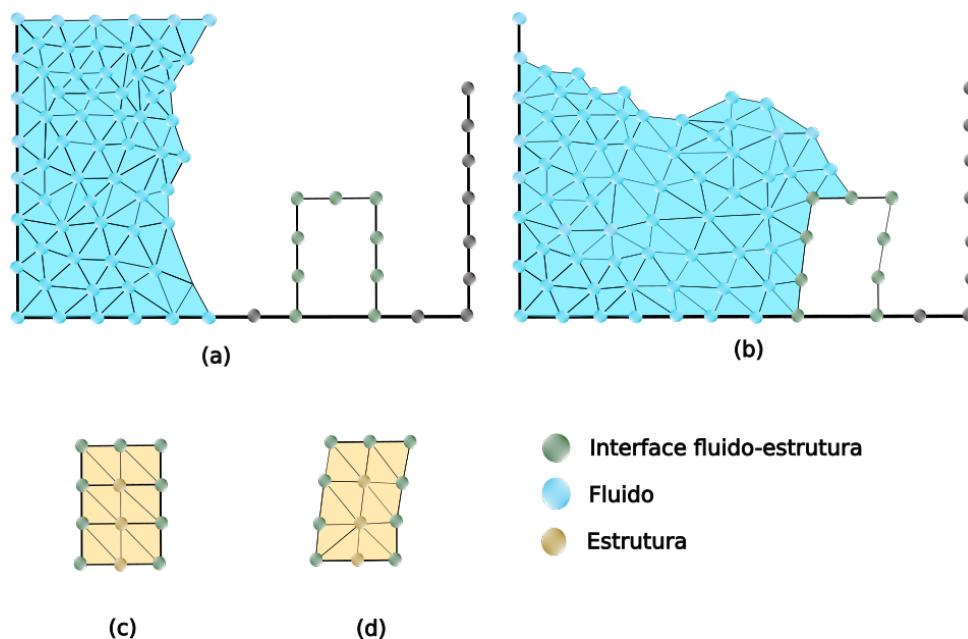 (a)
(b)
Interface fluido-estrutura
Fluido
Estrutura
(c)
(d)